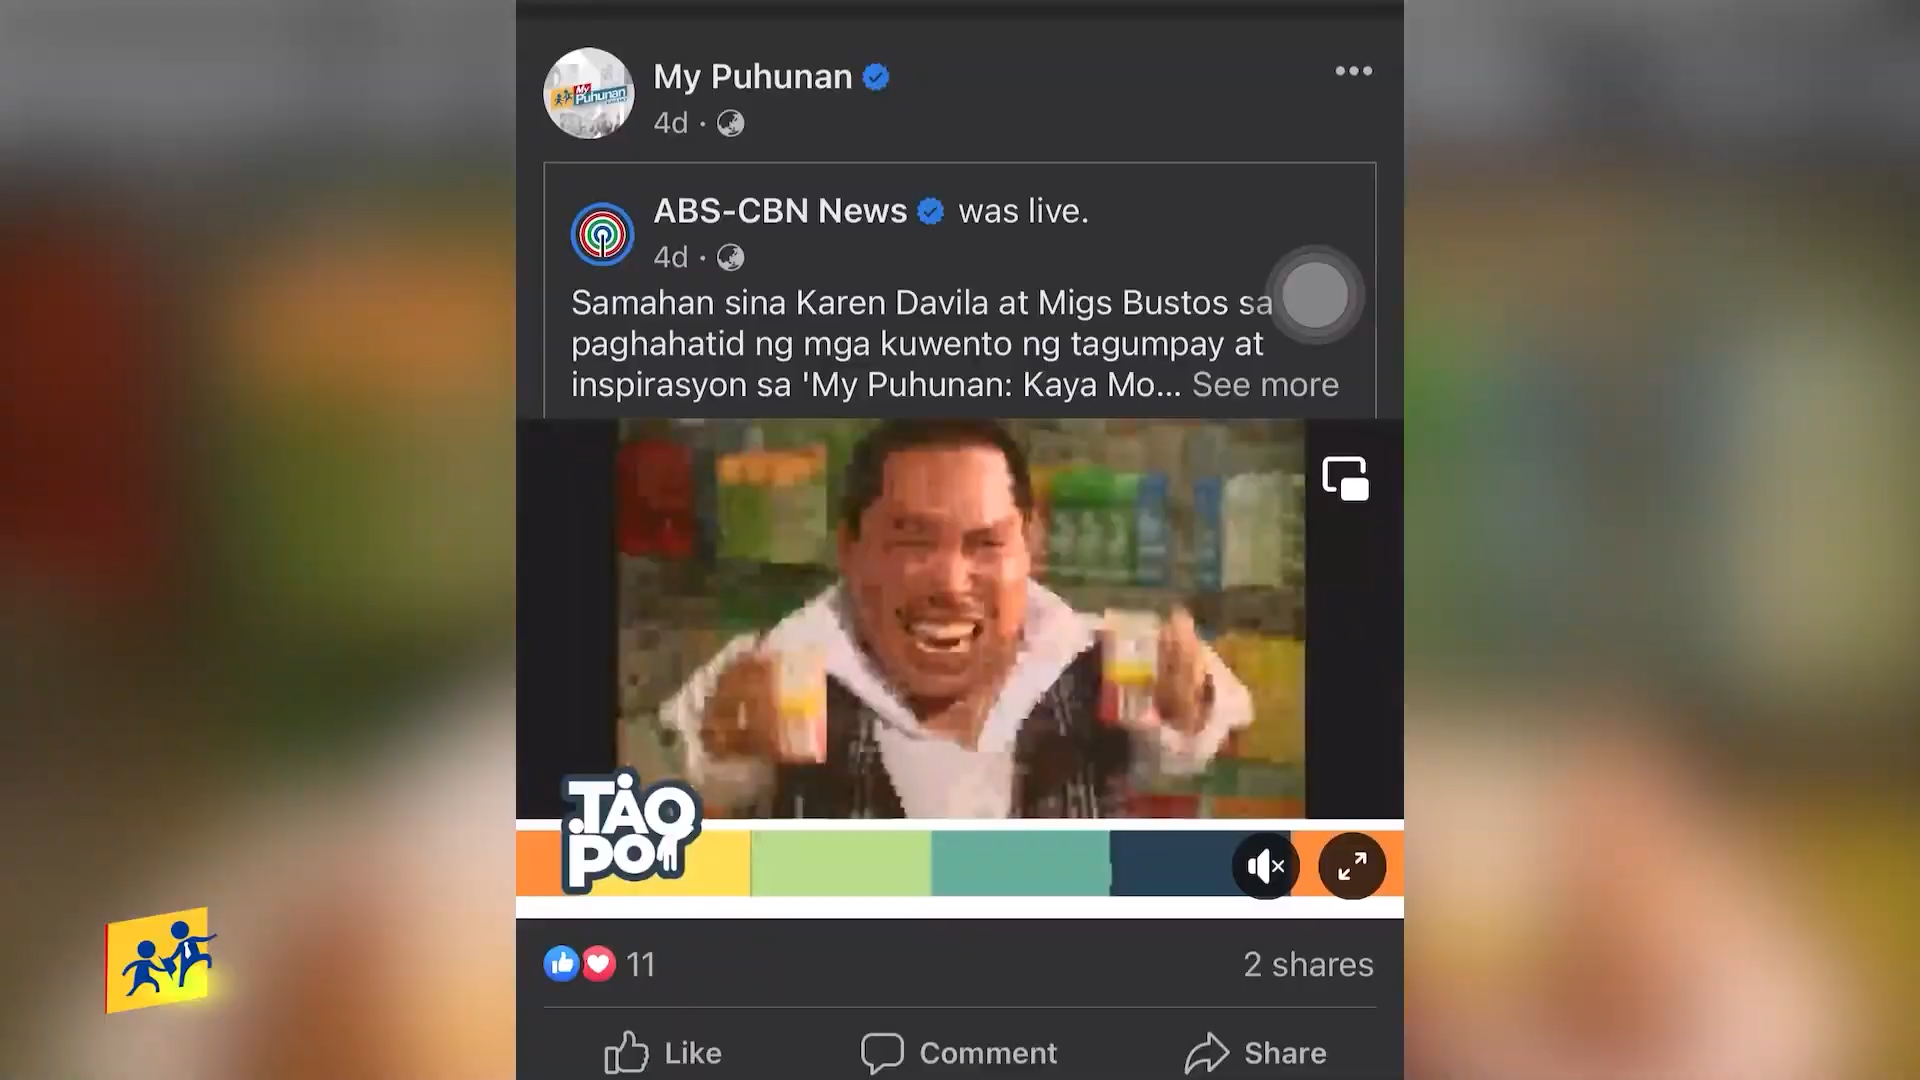 My Puhunan
My Puhunan
4d
ABS-CBN News was live.
4d
Samahan sina Karen Davila at Migs Bustos sa
paghahatid ng mga kuwento ng tagumpay at
inspirasyon sa 'My Puhunan: Kaya Mo... See more
TAO
PO
11
2 shares
Like
Comment
Share